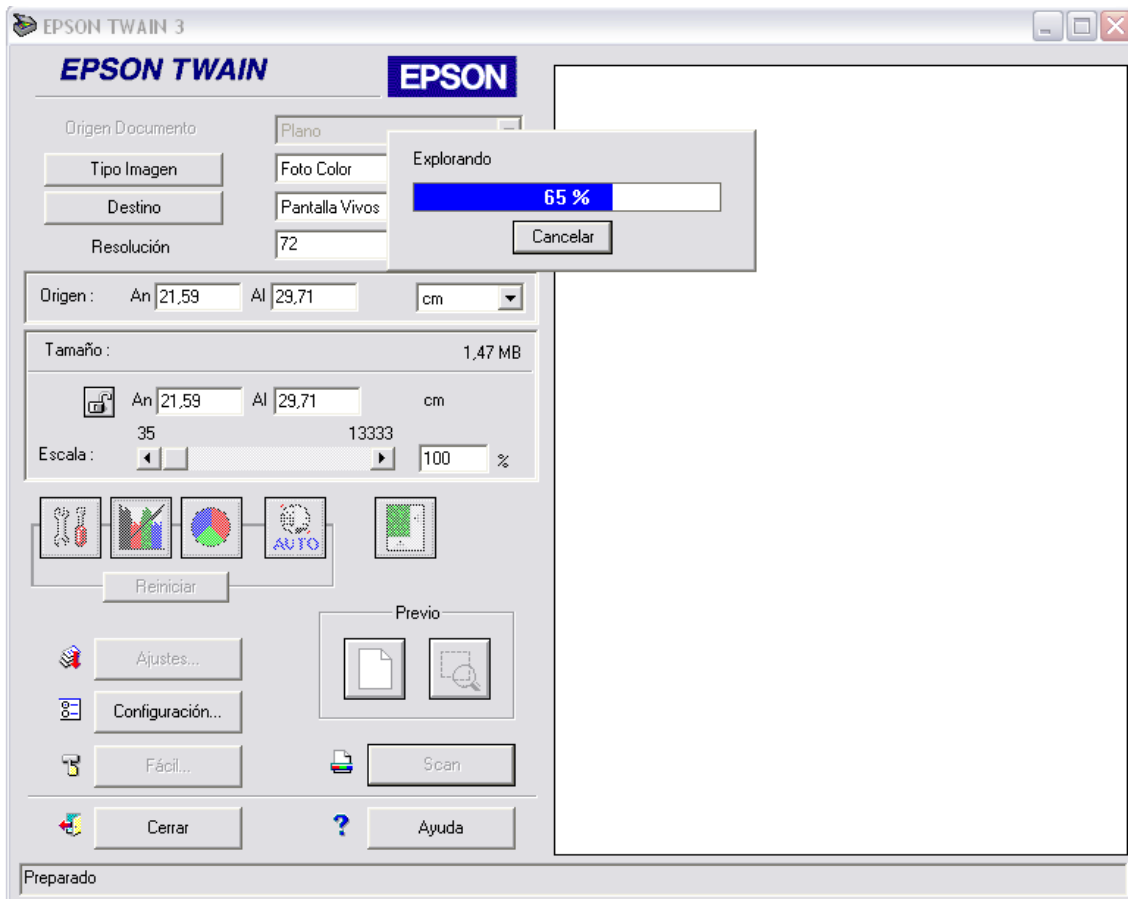 EPSON TWAIN 3
EPSON TWAIN
EPSON
Origen Documento
Plano
Explorando
Tipo Imagen
Foto Color
65 %
Destino
Pantalla Vivos
Cancelar
Resolución
72
Origen : An 21,59 Al 29,71 cm
Tamaño : 1,47 MB
An 21,59 Al 29,71 cm
35 13333
Escala : 100 %
AUTO
Reiniciar
Previo
Ajustes...
Configuración...
Fácil...
Scan
Cerrar
? Ayuda
Preparado